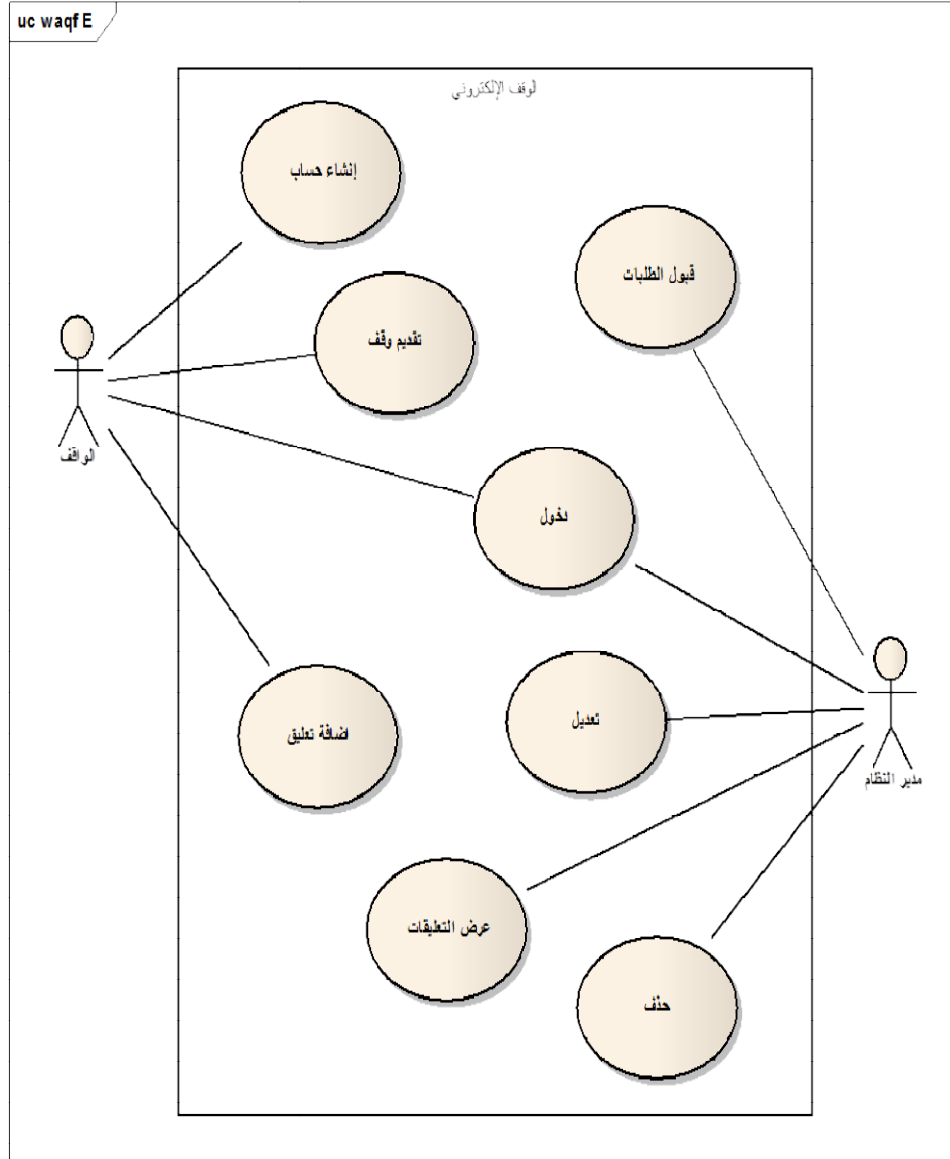 uc waqf E
الوقف الإلكتروني
إنشاء حساب
قبول الطلبات
تقديم وقف
الواقف
دخول
تعديل
اضافة تعليق
مدير النظام
عرض التعليقات
حذف